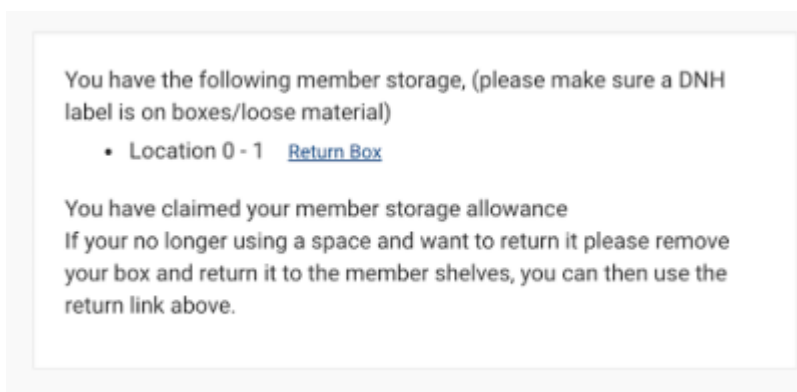 You have the following member storage, (please make sure a DNH
label is on boxes/loose material)
• Location 0 - 1 Return Box
You have claimed your member storage allowance
If your no longer using a space and want to return it please remove
your box and return it to the member shelves, you can then use the
return link above.